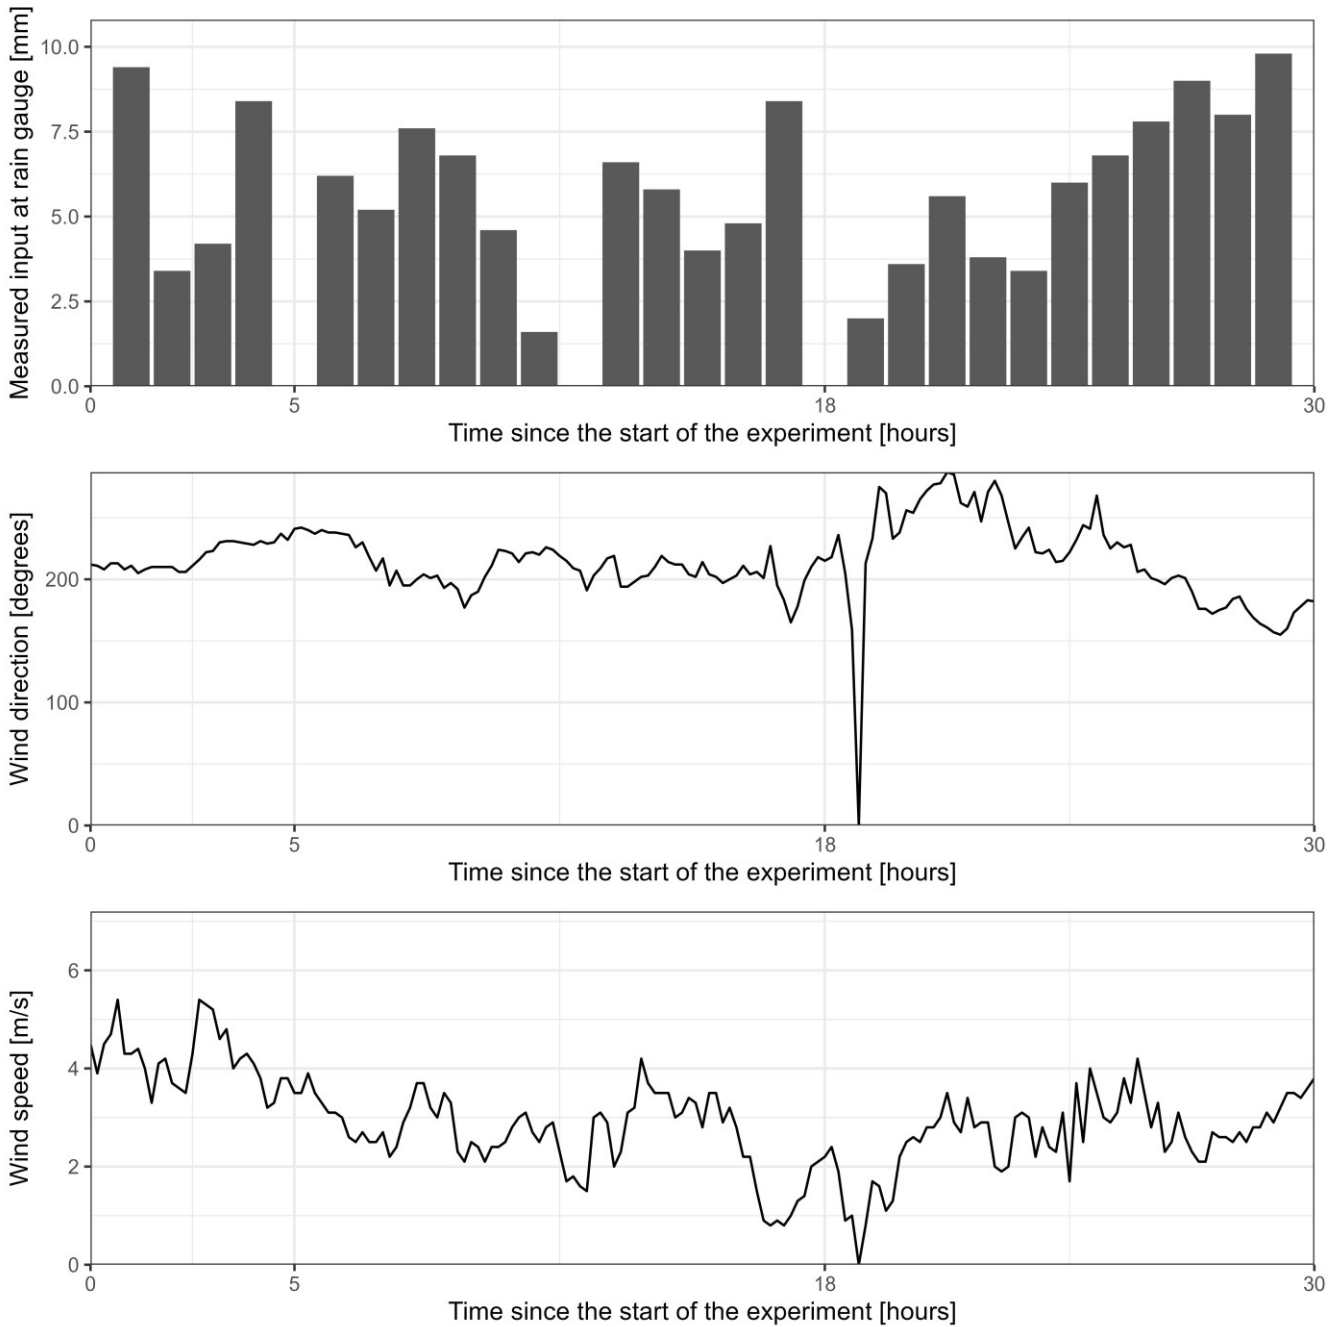 Measured input at rain gauge [mm]
10.0
7.5
5.0
2.5
0.0
0 5 18 30
Time since the start of the experiment [hours]
Wind direction [degrees]
200
100
0
0 5 18 30
Time since the start of the experiment [hours]
Wind speed [m/s]
6
4
2
0
0 5 18 30
Time since the start of the experiment [hours]